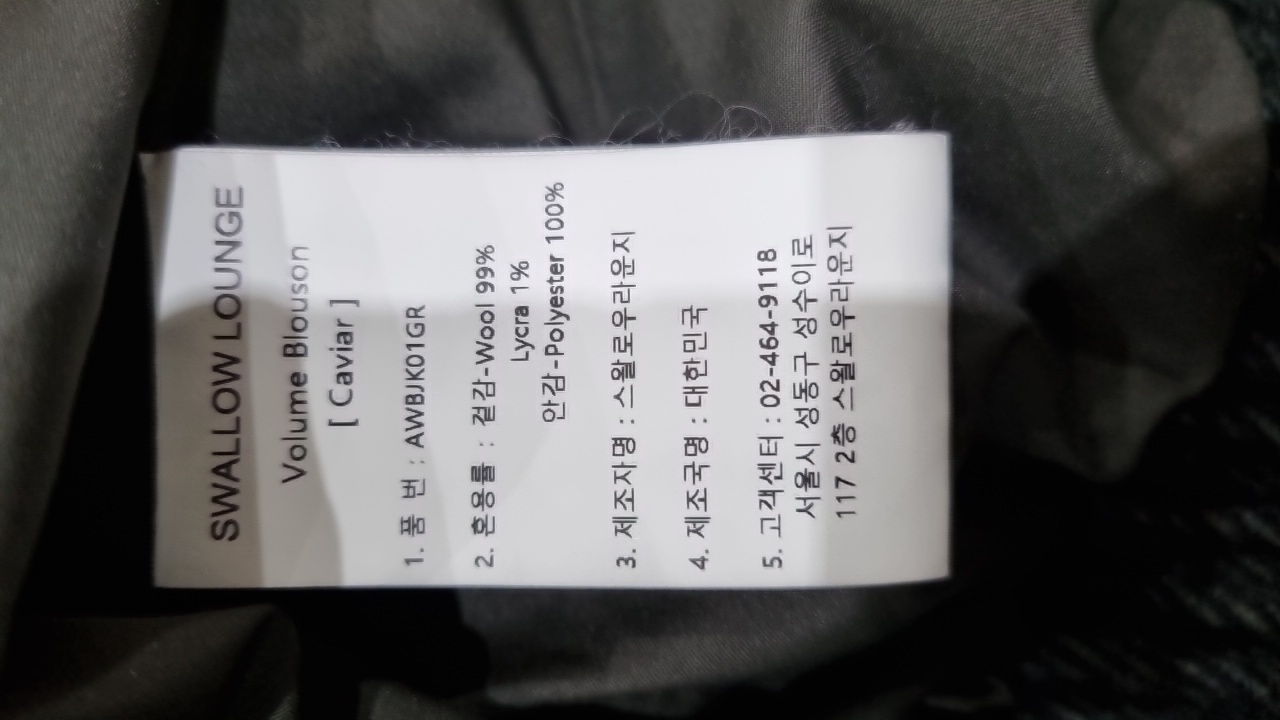 SWALLOW LOUNGE
Volume Blouson
[ Caviar ]
1. 품 번 : AWBJK01GR
2. 혼용률 : 겉감-Wool 99%
Lycra 1%
안감-Polyester 100%
3. 제조자명 : 스왈로우라운지
4. 제조국명 : 대한민국
5. 고객센터 : 02-464-9118
서울시 성동구 성수이로
117 2층 스왈로우라운지